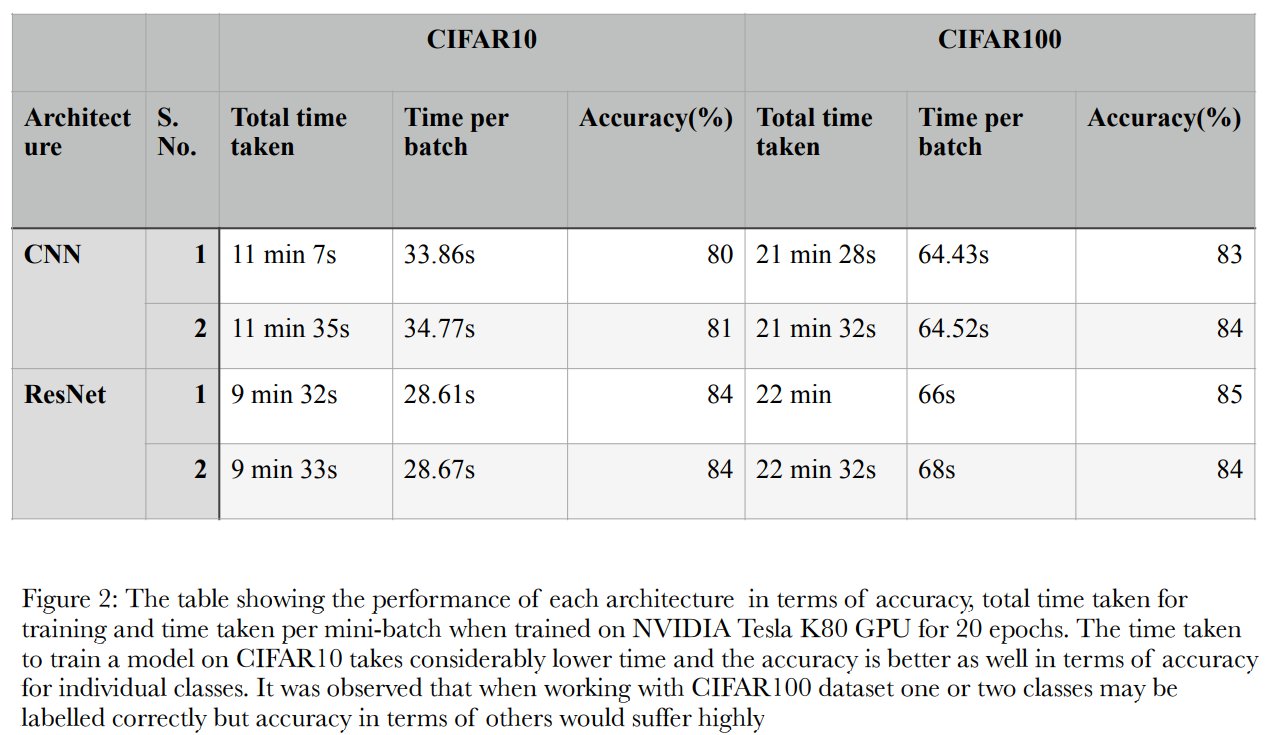 CIFAR10 CIFAR100
Architect S. Total time Time per Accuracy(%) Total time Time per Accuracy(%)
ure No. taken batch taken batch
CNN 1 11 min 7s 33.86s 80 21 min 28s 64.43s 83
2 11 min 35s 34.77s 81 21 min 32s 64.52s 84
ResNet 1 9 min 32s 28.61s 84 22 min 66s 85
2 9 min 33s 28.67s 84 22 min 32s 68s 84
Figure 2: The table showing the performance of each architecture in terms of accuracy, total time taken for
training and time taken per mini-batch when trained on NVIDIA Tesla K80 GPU for 20 epochs. The time taken
to train a model on CIFAR10 takes considerably lower time and the accuracy is better as well in terms of accuracy
for individual classes. It was observed that when working with CIFAR100 dataset one or two classes may be
labelled correctly but accuracy in terms of others would suffer highly